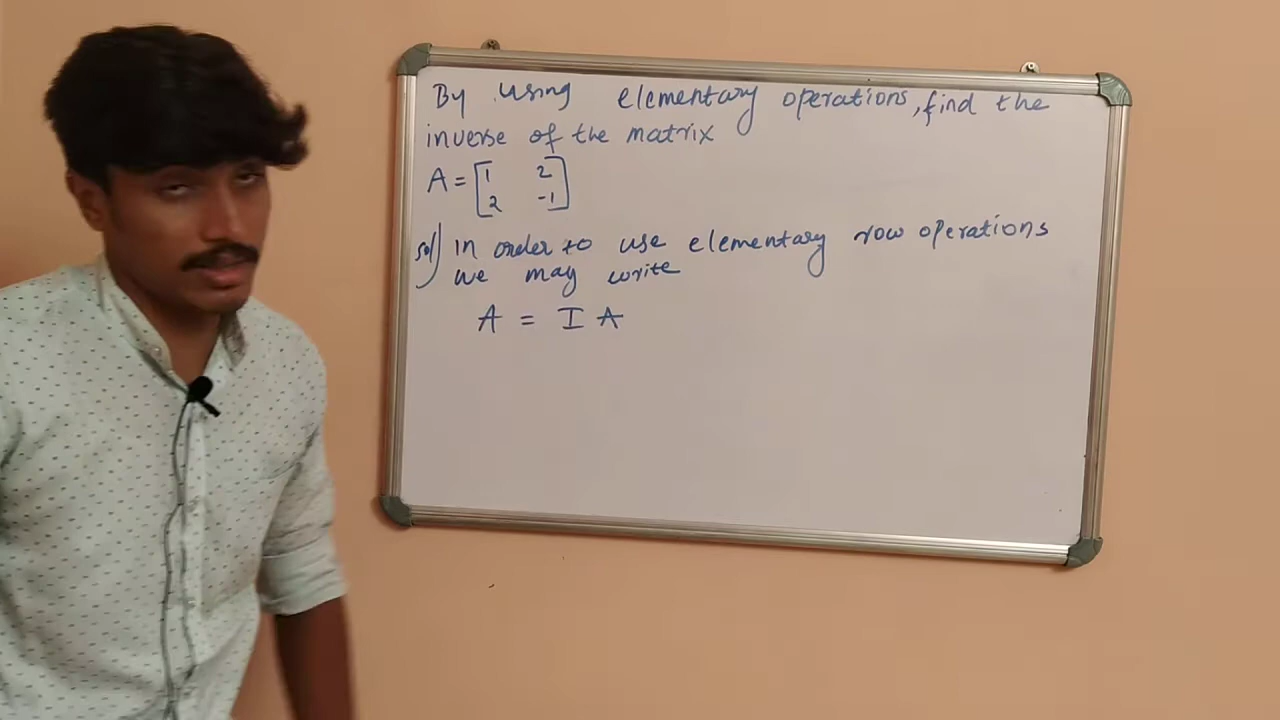 By using elementary operations, find the
inverse of the matrix
A = [1 2
2 -1]
sol) in order to use elementary row operations
we may write
A = I A